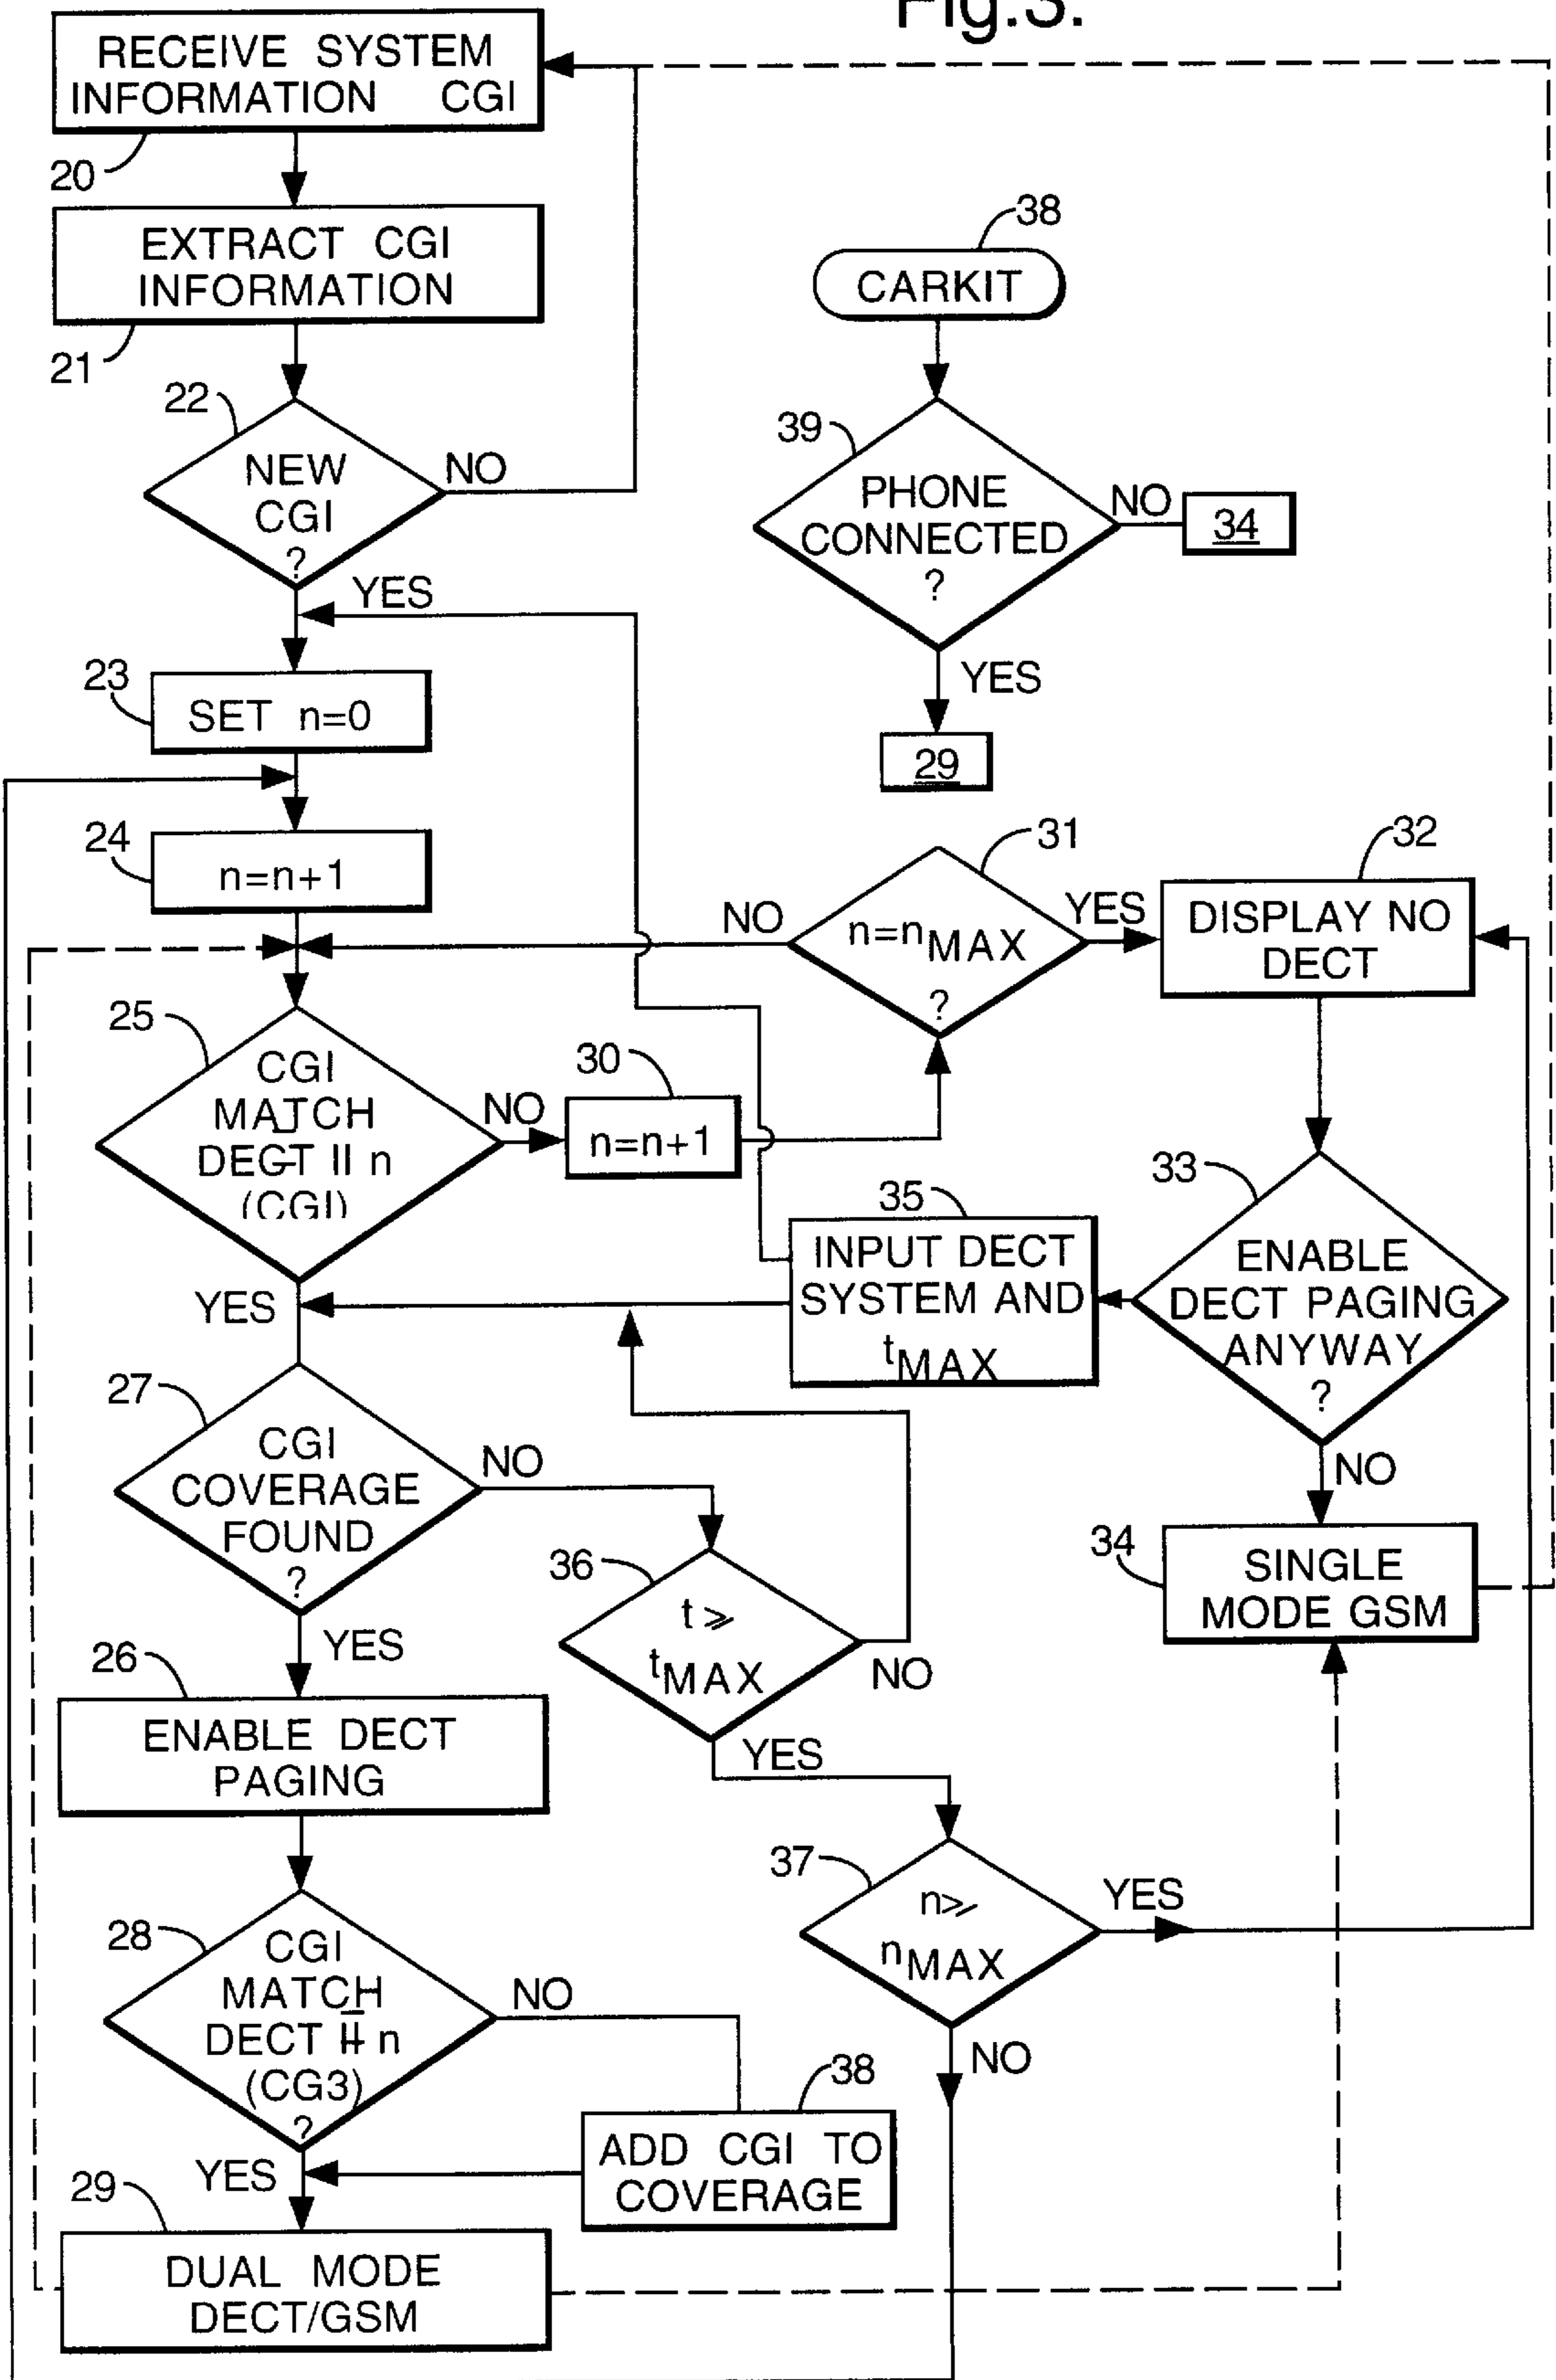 Fig.3.
RECEIVE SYSTEM
INFORMATION CGI
20
EXTRACT CGI
INFORMATION
21
22
NEW
CGI
?
NO
YES
23
SET n=0
24
n=n+1
38
CARKIT
39
PHONE
CONNECTED
?
NO
34
YES
29
31
n=nMAX
?
NO
YES
32
DISPLAY NO
DECT
25
CGI
MATCH
DECT II n
(CGI)
NO
30
n=n+1
YES
35
INPUT DECT
SYSTEM AND
tMAX
33
ENABLE
DECT PAGING
ANYWAY
?
NO
34
SINGLE
MODE GSM
27
CGI
COVERAGE
FOUND
?
NO
YES
36
t⩾
tMAX
NO
YES
26
ENABLE DECT
PAGING
37
n⩾
nMAX
YES
NO
28
CGI
MATCH
DECT II n
(CG3)
?
NO
YES
38
ADD CGI TO
COVERAGE
29
DUAL MODE
DECT/GSM